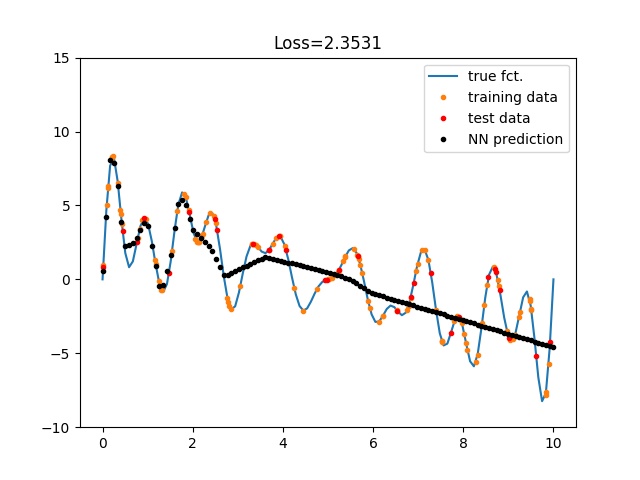 Loss=2.3531
15
10
5
0
−5
−10
true fct.
training data
test data
NN prediction
0
2
4
6
8
10